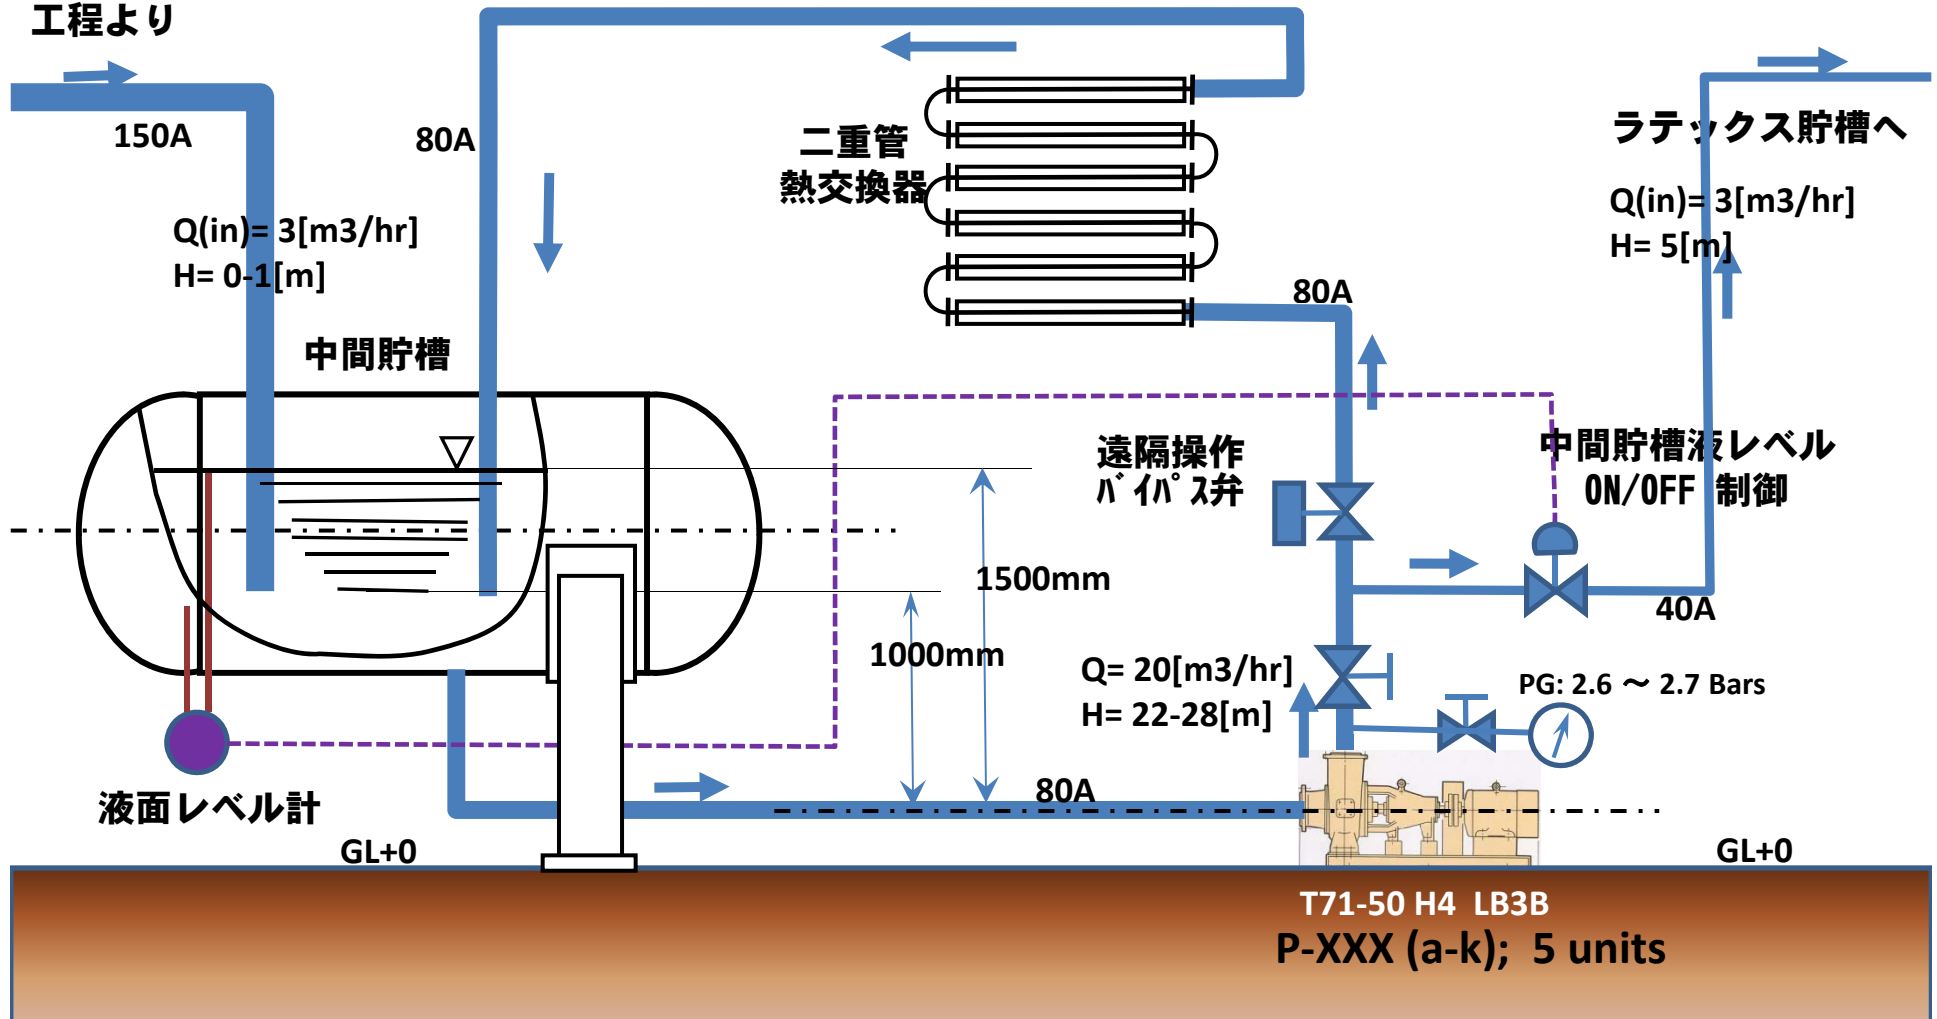 工程より
150A
80A
二重管
熱交換器
ラテックス貯槽へ
Q(in)= 3[m3/hr]
H= 0-1[m]
Q(in)= 3[m3/hr]
H= 5[m]
80A
中間貯槽
遠隔操作
ﾊﾞｲﾊﾟｽ弁
中間貯槽液レベル
ON/OFF 制御
1500mm
40A
1000mm
Q= 20[m3/hr]
H= 22-28[m]
PG: 2.6 ～ 2.7 Bars
液面レベル計
80A
GL+0
GL+0
T71-50 H4 LB3B
P-XXX (a-k); 5 units